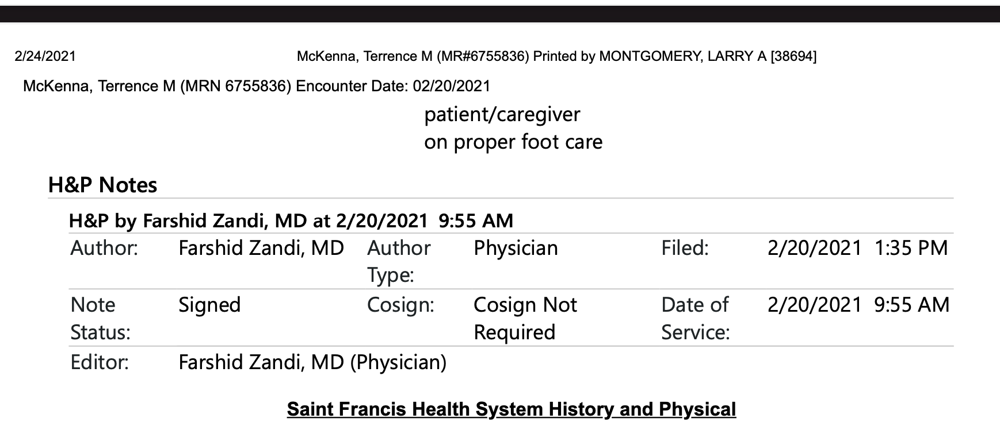 2/24/2021 McKenna, Terrence M (MR#6755836) Printed by MONTGOMERY, LARRY A [38694]
McKenna, Terrence M (MRN 6755836) Encounter Date: 02/20/2021
patient/caregiver
on proper foot care
H&P Notes
H&P by Farshid Zandi, MD at 2/20/2021 9:55 AM
Author: Farshid Zandi, MD Author Type: Physician Filed: 2/20/2021 1:35 PM
Note Status: Signed Cosign: Cosign Not Required Date of Service: 2/20/2021 9:55 AM
Editor: Farshid Zandi, MD (Physician)
Saint Francis Health System History and Physical